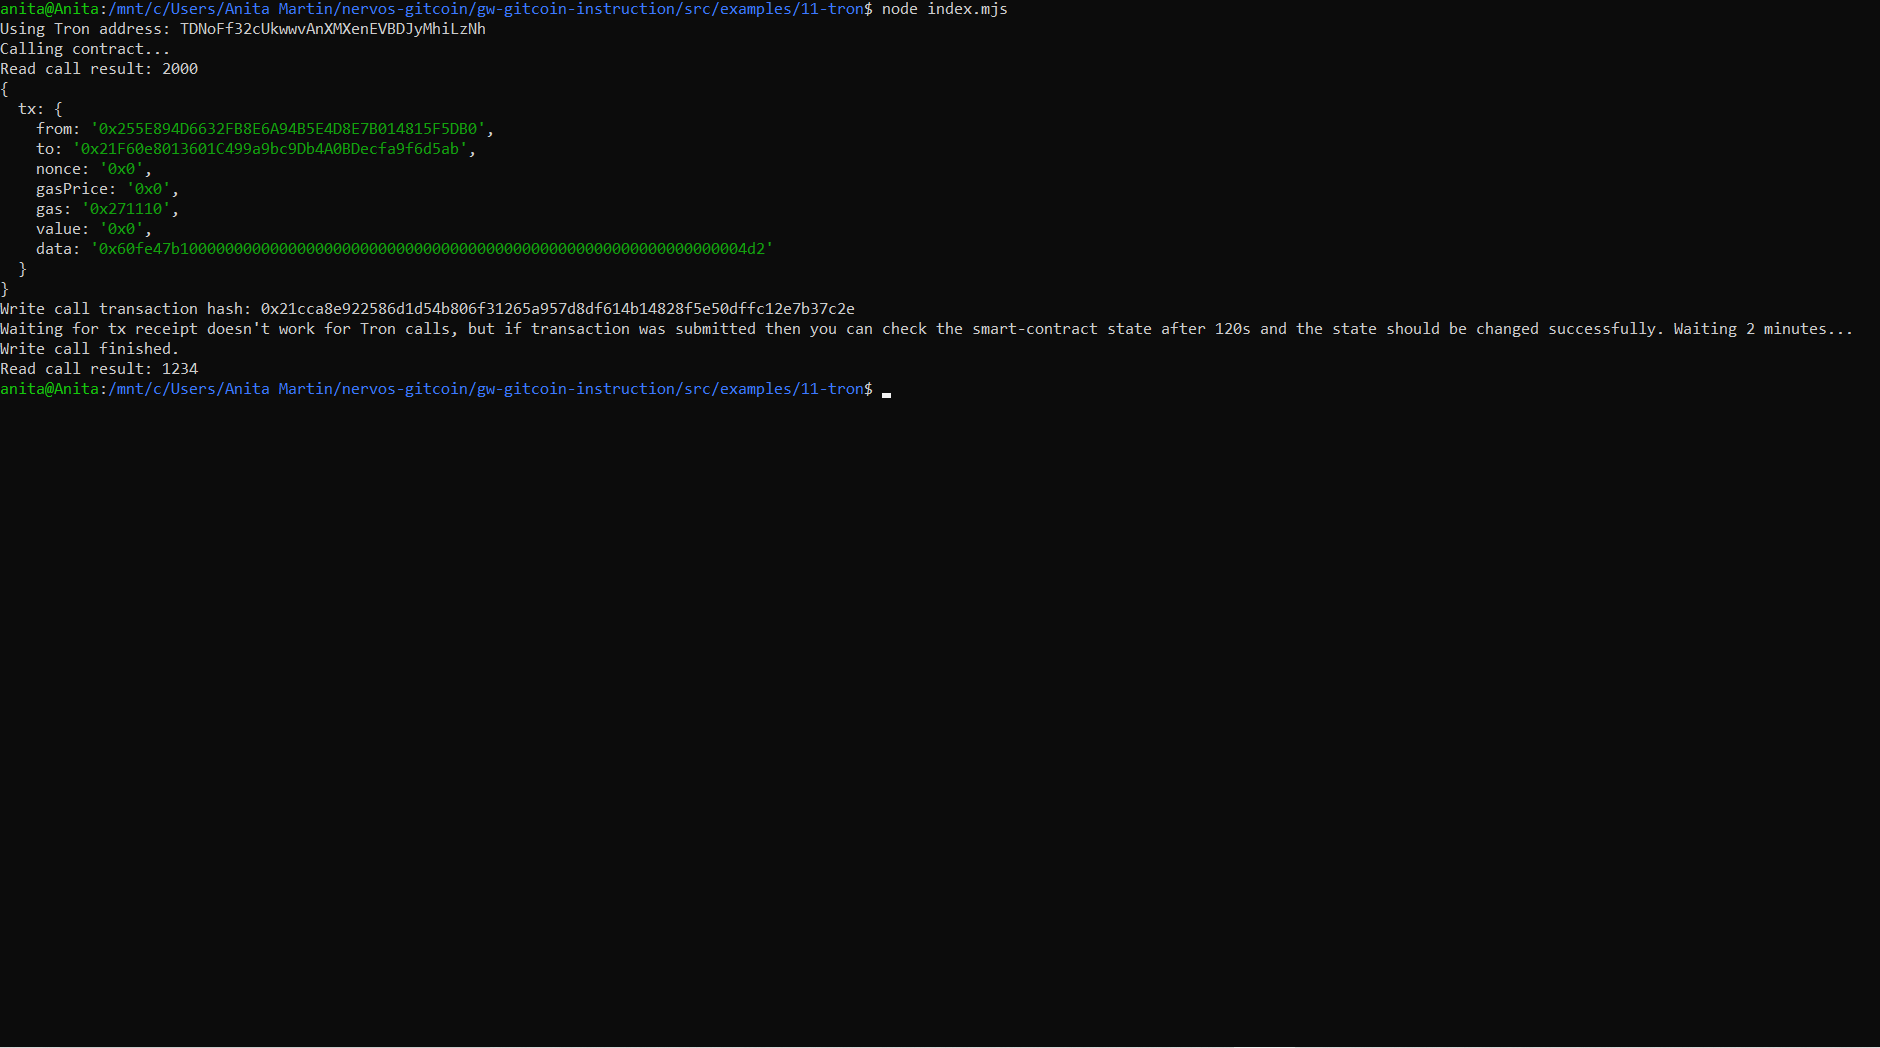 anita@Anita:/mnt/c/Users/Anita Martin/nervos-gitcoin/gw-gitcoin-instruction/src/examples/11-tron$ node index.mjs
Using Tron address: TDNoFf32cUkwwvAnXMXenEVBDJyMhiLzNh
Calling contract...
Read call result: 2000
{
  tx: {
    from: '0x255E894D6632FB8E6A94B5E4D8E7B014815F5DB0',
    to: '0x21F60e8013601C499a9bc9Db4A0BDecfa9f6d5ab',
    nonce: '0x0',
    gasPrice: '0x0',
    gas: '0x271110',
    value: '0x0',
    data: '0x60fe47b100000000000000000000000000000000000000000000000000000000000004d2'
  }
}
Write call transaction hash: 0x21cca8e922586d1d54b806f31265a957d8df614b14828f5e50dffc12e7b37c2e
Waiting for tx receipt doesn't work for Tron calls, but if transaction was submitted then you can check the smart-contract state after 120s and the state should be changed successfully. Waiting 2 minutes...
Write call finished.
Read call result: 1234
anita@Anita:/mnt/c/Users/Anita Martin/nervos-gitcoin/gw-gitcoin-instruction/src/examples/11-tron$